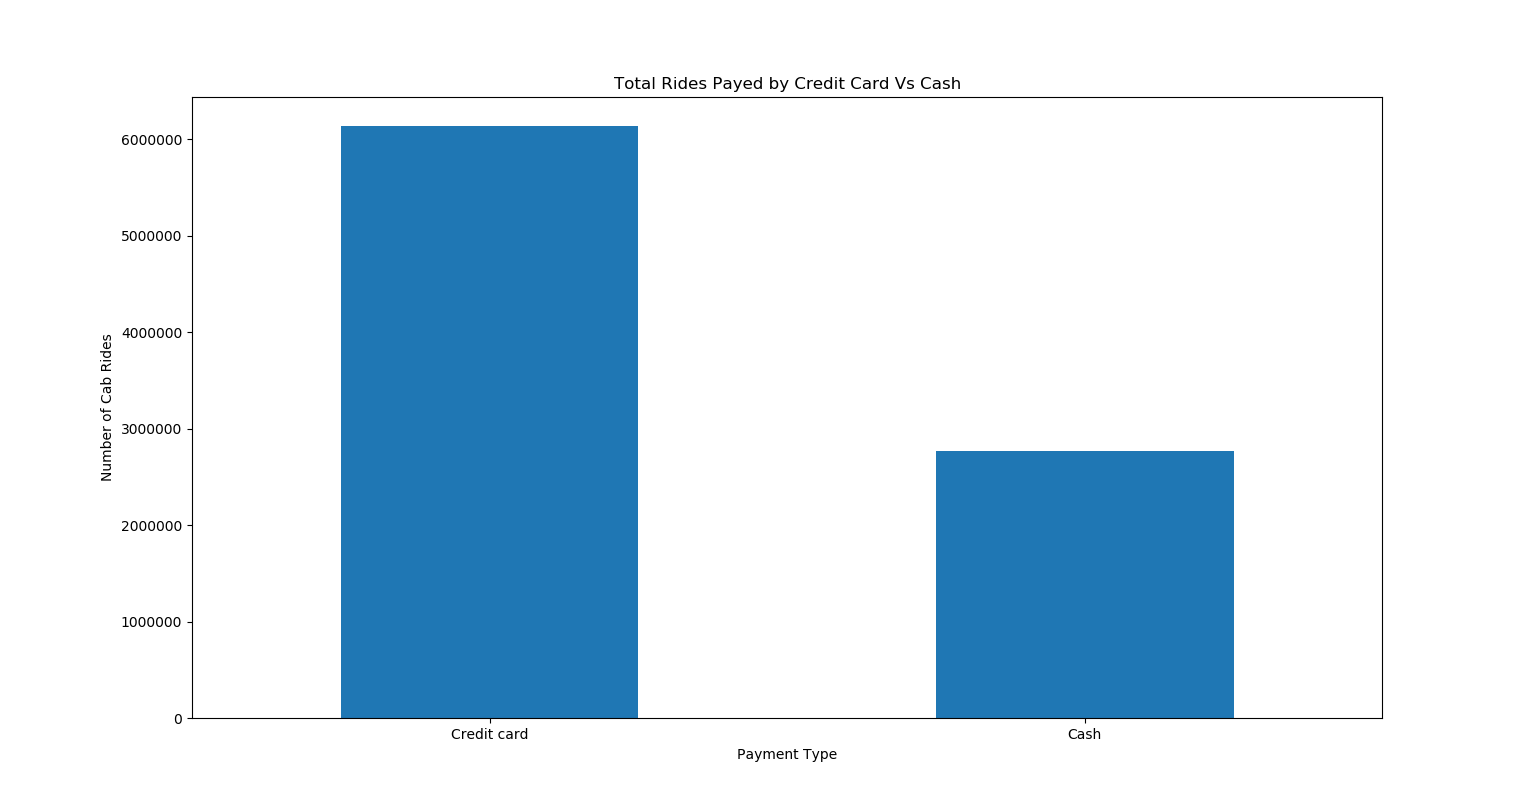 Total Rides Payed by Credit Card Vs Cash
6000000
5000000
4000000
3000000
2000000
1000000
0
Number of Cab Rides
Credit card
Cash
Payment Type